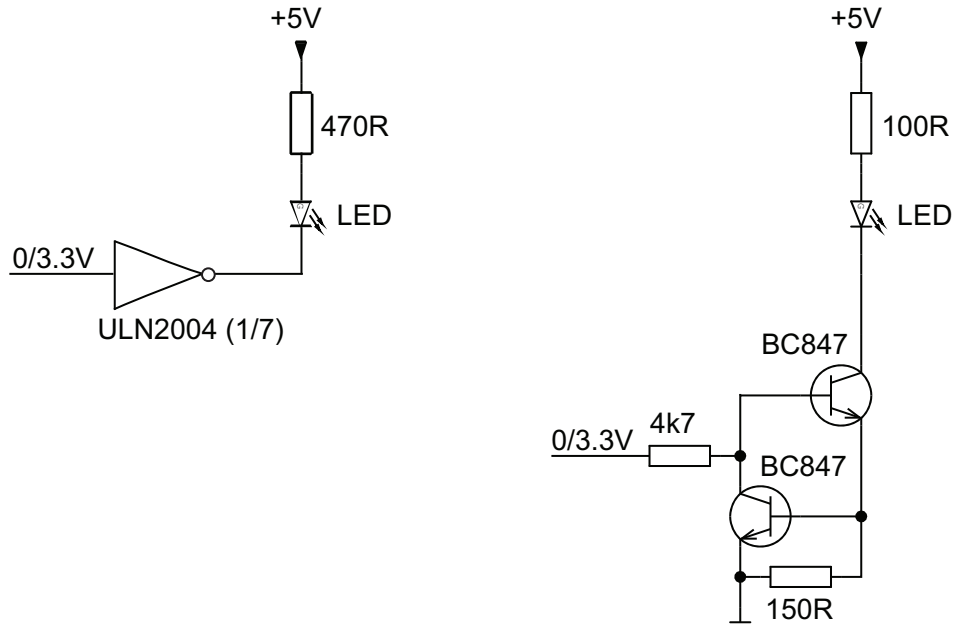 +5V
470R
LED
0/3.3V
ULN2004 (1/7)
+5V
100R
LED
BC847
0/3.3V
4k7
BC847
150R